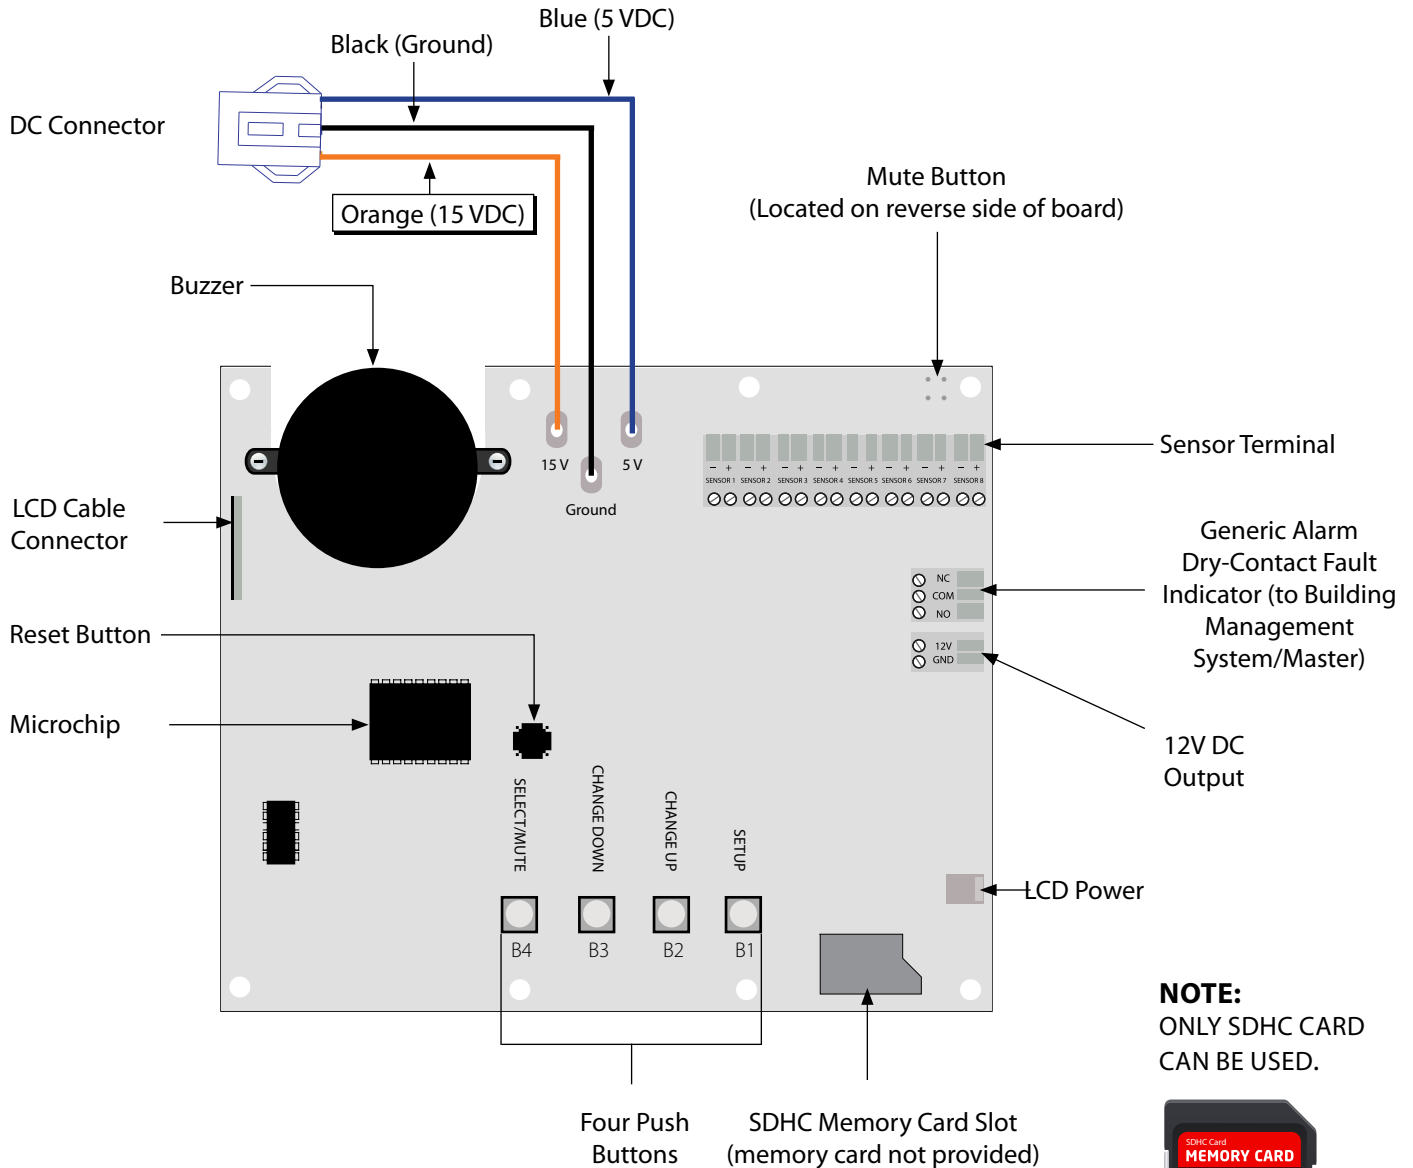 Blue (5 VDC)
Black (Ground)
DC Connector
Orange (15 VDC)
Mute Button
(Located on reverse side of board)
Buzzer
15 V
5 V
Ground
Sensor Terminal
- + - + - + - + - + - + - + - +
SENSOR 1 SENSOR 2 SENSOR 3 SENSOR 4 SENSOR 5 SENSOR 6 SENSOR 7 SENSOR 8
LCD Cable
Connector
Generic Alarm
Dry-Contact Fault
Indicator (to Building
Management
System/Master)
NC
COM
NO
12V
GND
Reset Button
Microchip
12V DC
Output
SELECT/MUTE
CHANGE DOWN
CHANGE UP
SETUP
LCD Power
B4
B3
B2
B1
NOTE:
ONLY SDHC CARD
CAN BE USED.
Four Push
Buttons
SDHC Memory Card Slot
(memory card not provided)
SDHC Card
MEMORY CARD